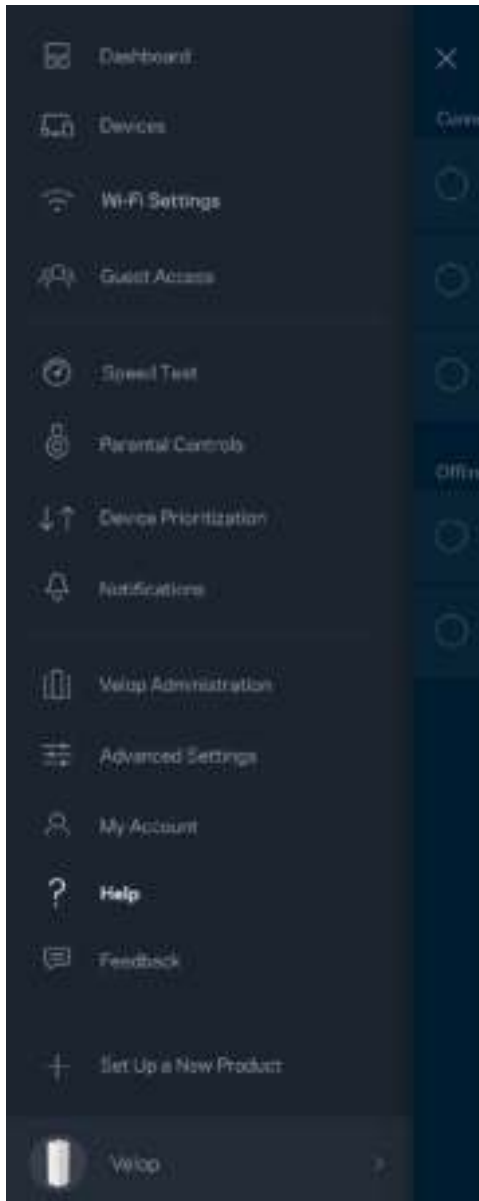 Dashboard
Devices
Wi-Fi Settings
Guest Access
Speed Test
Parental Controls
Device Prioritization
Notifications
Velop Administration
Advanced Settings
My Account
Help
Feedback
Set Up a New Product
Velop